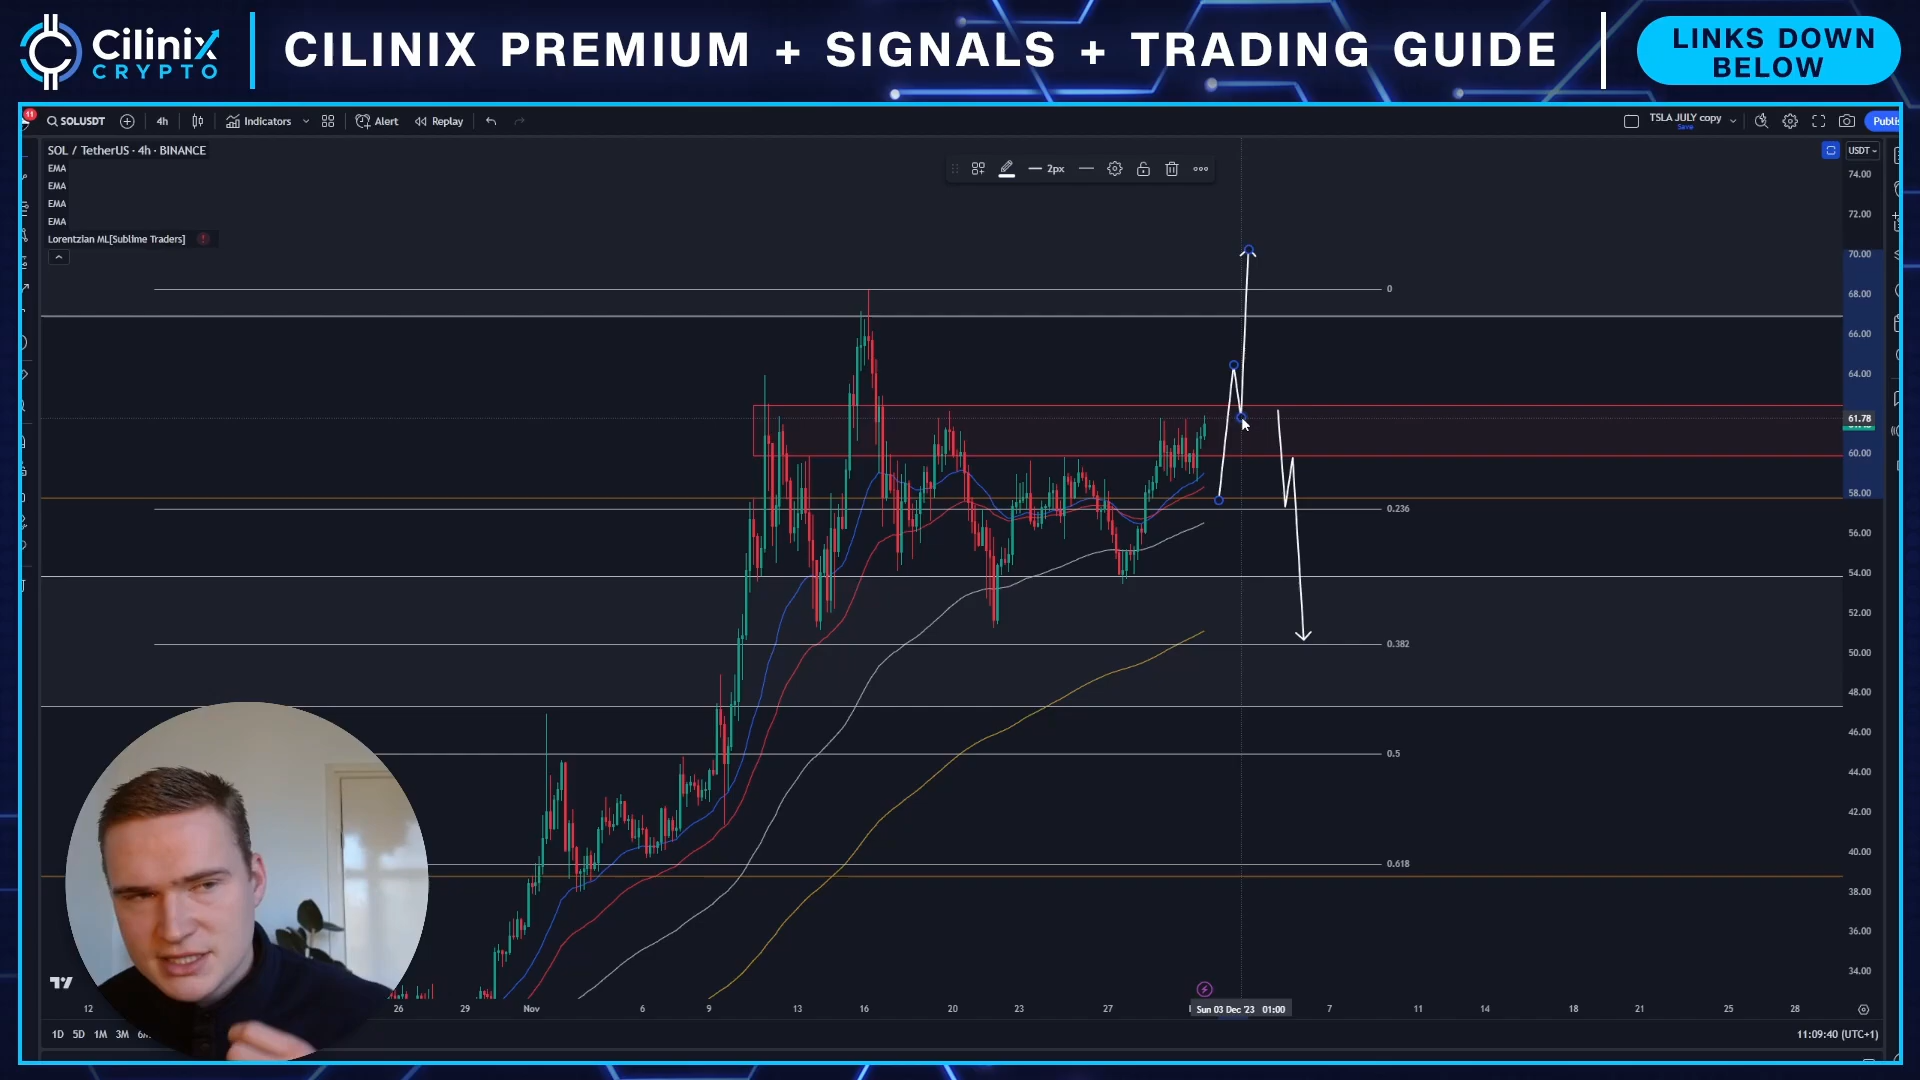 Cilinix
CRYPTO
CILINIX PREMIUM + SIGNALS + TRADING GUIDE
LINKS DOWN
BELOW
11
SOLUSDT
4h
Indicators
Alert
Replay
TSLA JULY copy
Save
SOL / TetherUS · 4h · BINANCE
USDT
EMA
EMA
EMA
EMA
Lorentzian ML[Sublime Traders]
2px
74.00
72.00
70.00
68.00
66.00
64.00
61.78
60.00
58.00
56.00
54.00
52.00
50.00
48.00
46.00
44.00
42.00
40.00
38.00
36.00
34.00
0
0.236
0.382
0.5
0.618
12
26
29
Nov
6
9
13
16
20
23
27
Sun 03 Dec '23 01:00
7
11
14
18
21
25
28
1D 5D 1M 3M
11:09:40 (UTC+1)